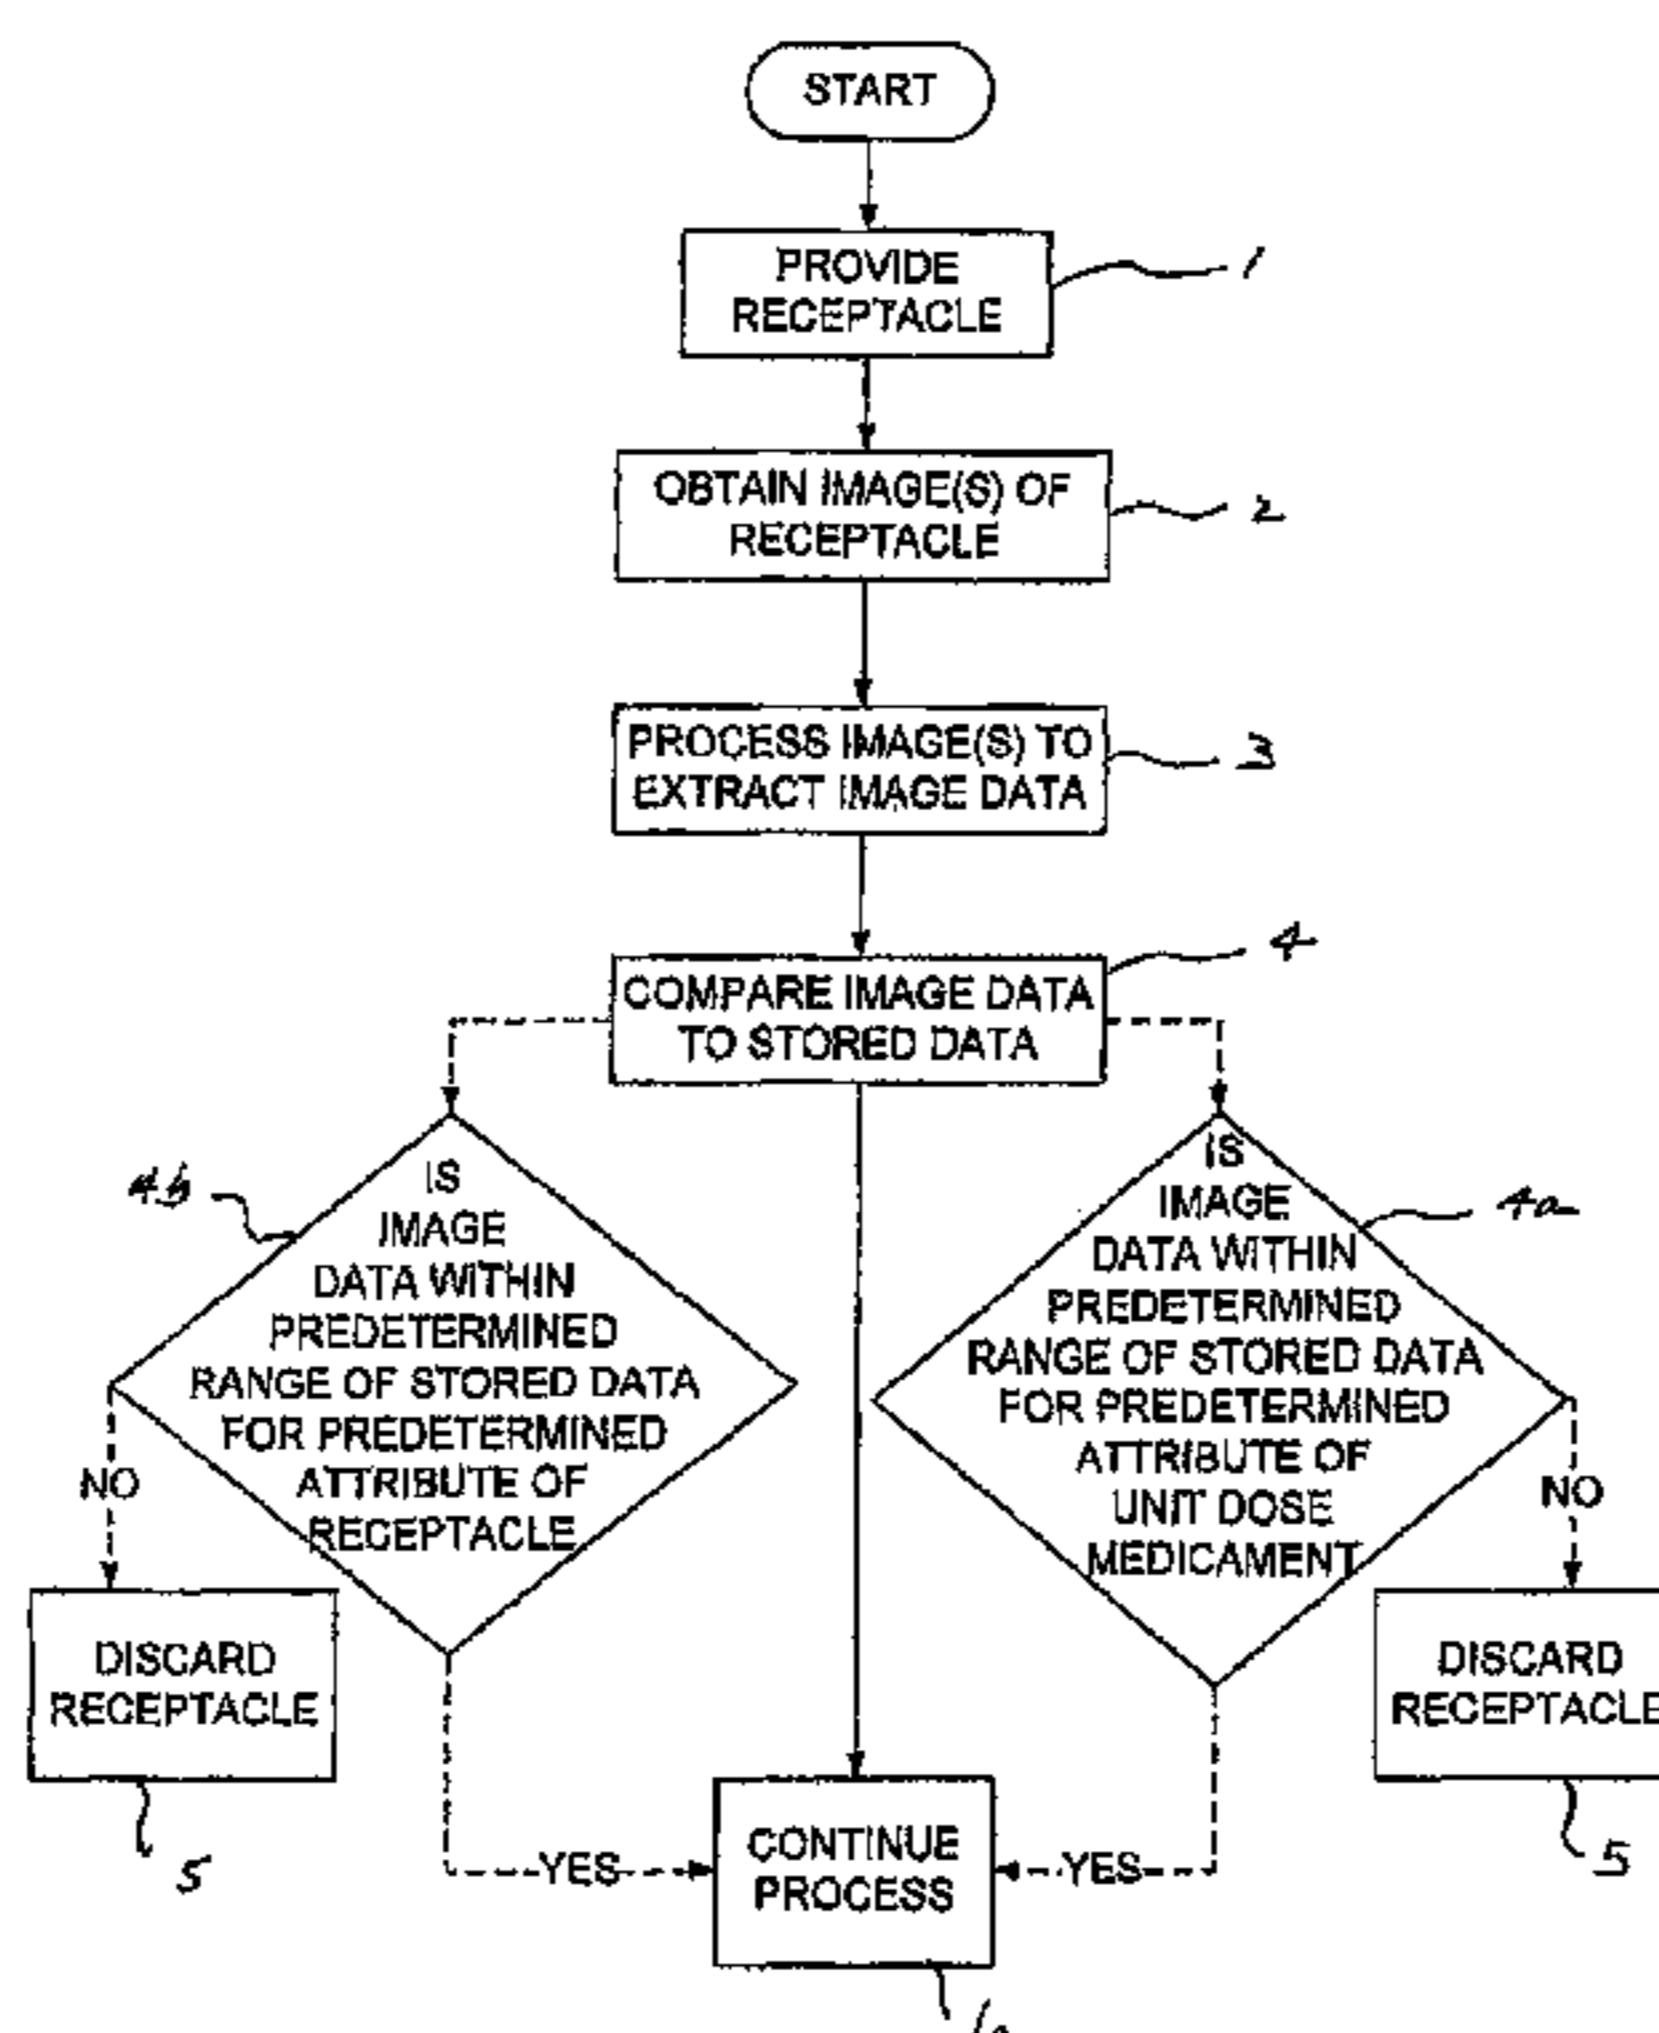 START
PROVIDE
RECEPTACLE
1
OBTAIN IMAGE(S) OF
RECEPTACLE
2
PROCESS IMAGE(S) TO
EXTRACT IMAGE DATA
3
COMPARE IMAGE DATA
TO STORED DATA
4
4b
IS
IMAGE
DATA WITHIN
PREDETERMINED
RANGE OF STORED DATA
FOR PREDETERMINED
ATTRIBUTE OF
RECEPTACLE
4a
IS
IMAGE
DATA WITHIN
PREDETERMINED
RANGE OF STORED DATA
FOR PREDETERMINED
ATTRIBUTE OF
UNIT DOSE
MEDICAMENT
NO
NO
DISCARD
RECEPTACLE
5
DISCARD
RECEPTACLE
5
YES
YES
CONTINUE
PROCESS